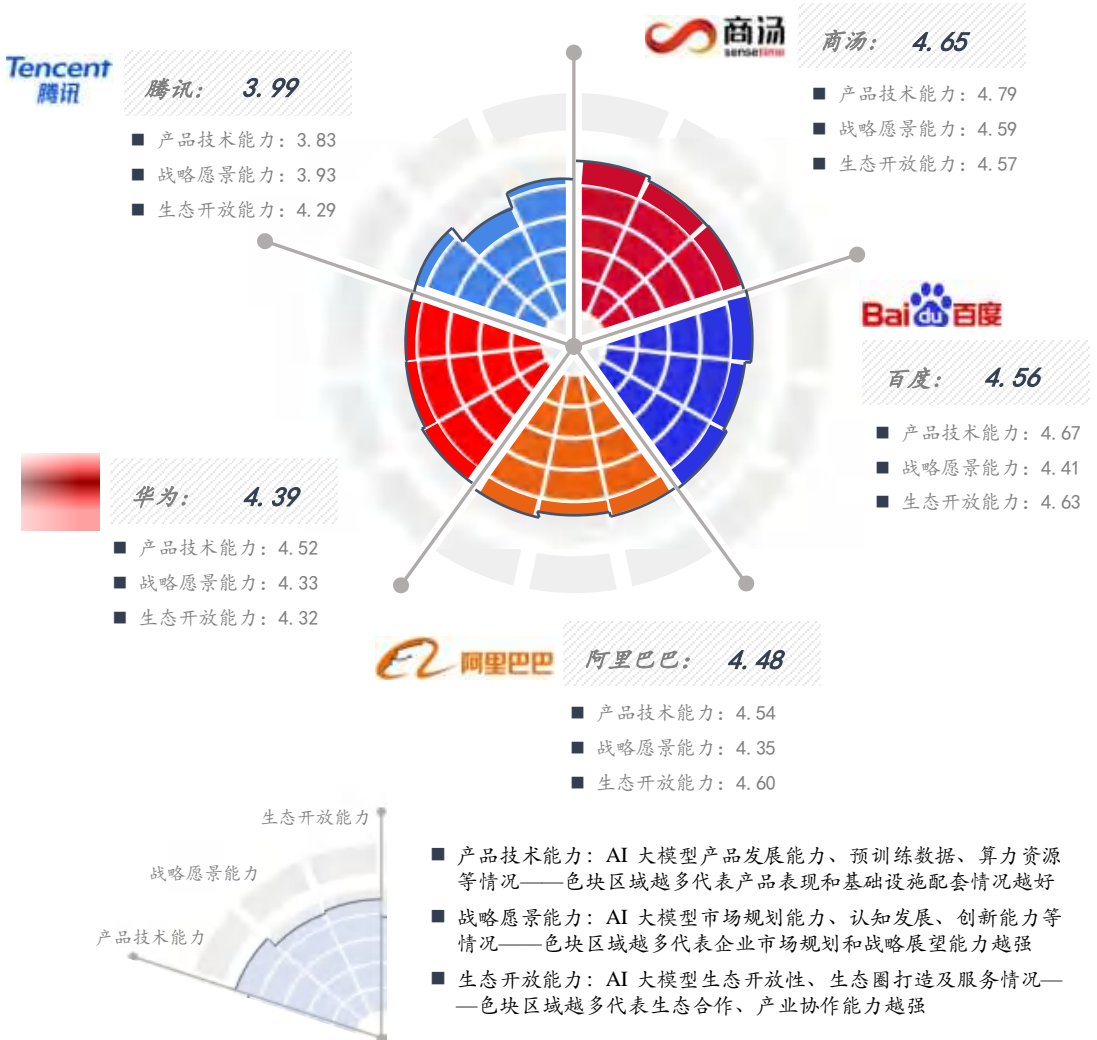 商汤
sensetime
商汤： 4.65
产品技术能力：4.79
战略愿景能力：4.59
生态开放能力：4.57
Tencent
腾讯
腾讯： 3.99
产品技术能力：3.83
战略愿景能力：3.93
生态开放能力：4.29
Bai du 百度
百度： 4.56
产品技术能力：4.67
战略愿景能力：4.41
生态开放能力：4.63
华为： 4.39
产品技术能力：4.52
战略愿景能力：4.33
生态开放能力：4.32
阿里巴巴
阿里巴巴： 4.48
产品技术能力：4.54
战略愿景能力：4.35
生态开放能力：4.60
生态开放能力
战略愿景能力
产品技术能力
产品技术能力：AI 大模型产品发展能力、预训练数据、算力资源
等情况——色块区域越多代表产品表现和基础设施配套情况越好
战略愿景能力：AI 大模型市场规划能力、认知发展、创新能力等
情况——色块区域越多代表企业市场规划和战略展望能力越强
生态开放能力：AI 大模型生态开放性、生态圈打造及服务情况—
—色块区域越多代表生态合作、产业协作能力越强